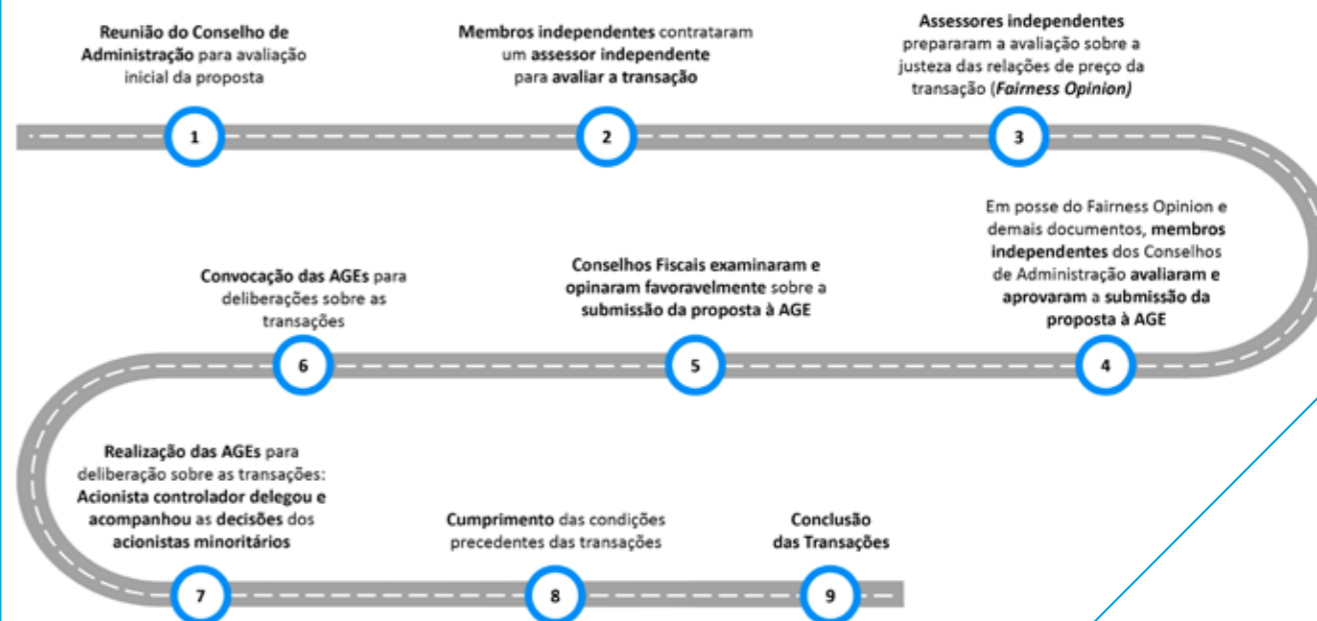 Reunião do Conselho de
Administração para avaliação
inicial da proposta
1
Membros independentes contrataram
um assessor independente
para avaliar a transação
2
Assessores independentes
prepararam a avaliação sobre a
justeza das relações de preço da
transação (Fairness Opinion)
3
Em posse do Fairness Opinion e
demais documentos, membros
independentes dos Conselhos
de Administração avaliaram e
aprovaram a submissão da
proposta à AGE
4
Conselhos Fiscais examinaram e
opinaram favoravelmente sobre a
submissão da proposta à AGE
5
Convocação das AGEs para
deliberações sobre as
transações
6
Realização das AGEs para
deliberação sobre as transações:
Acionista controlador delegou e
acompanhou as decisões dos
acionistas minoritários
7
Cumprimento das condições
precedentes das transações
8
Conclusão
das Transações
9